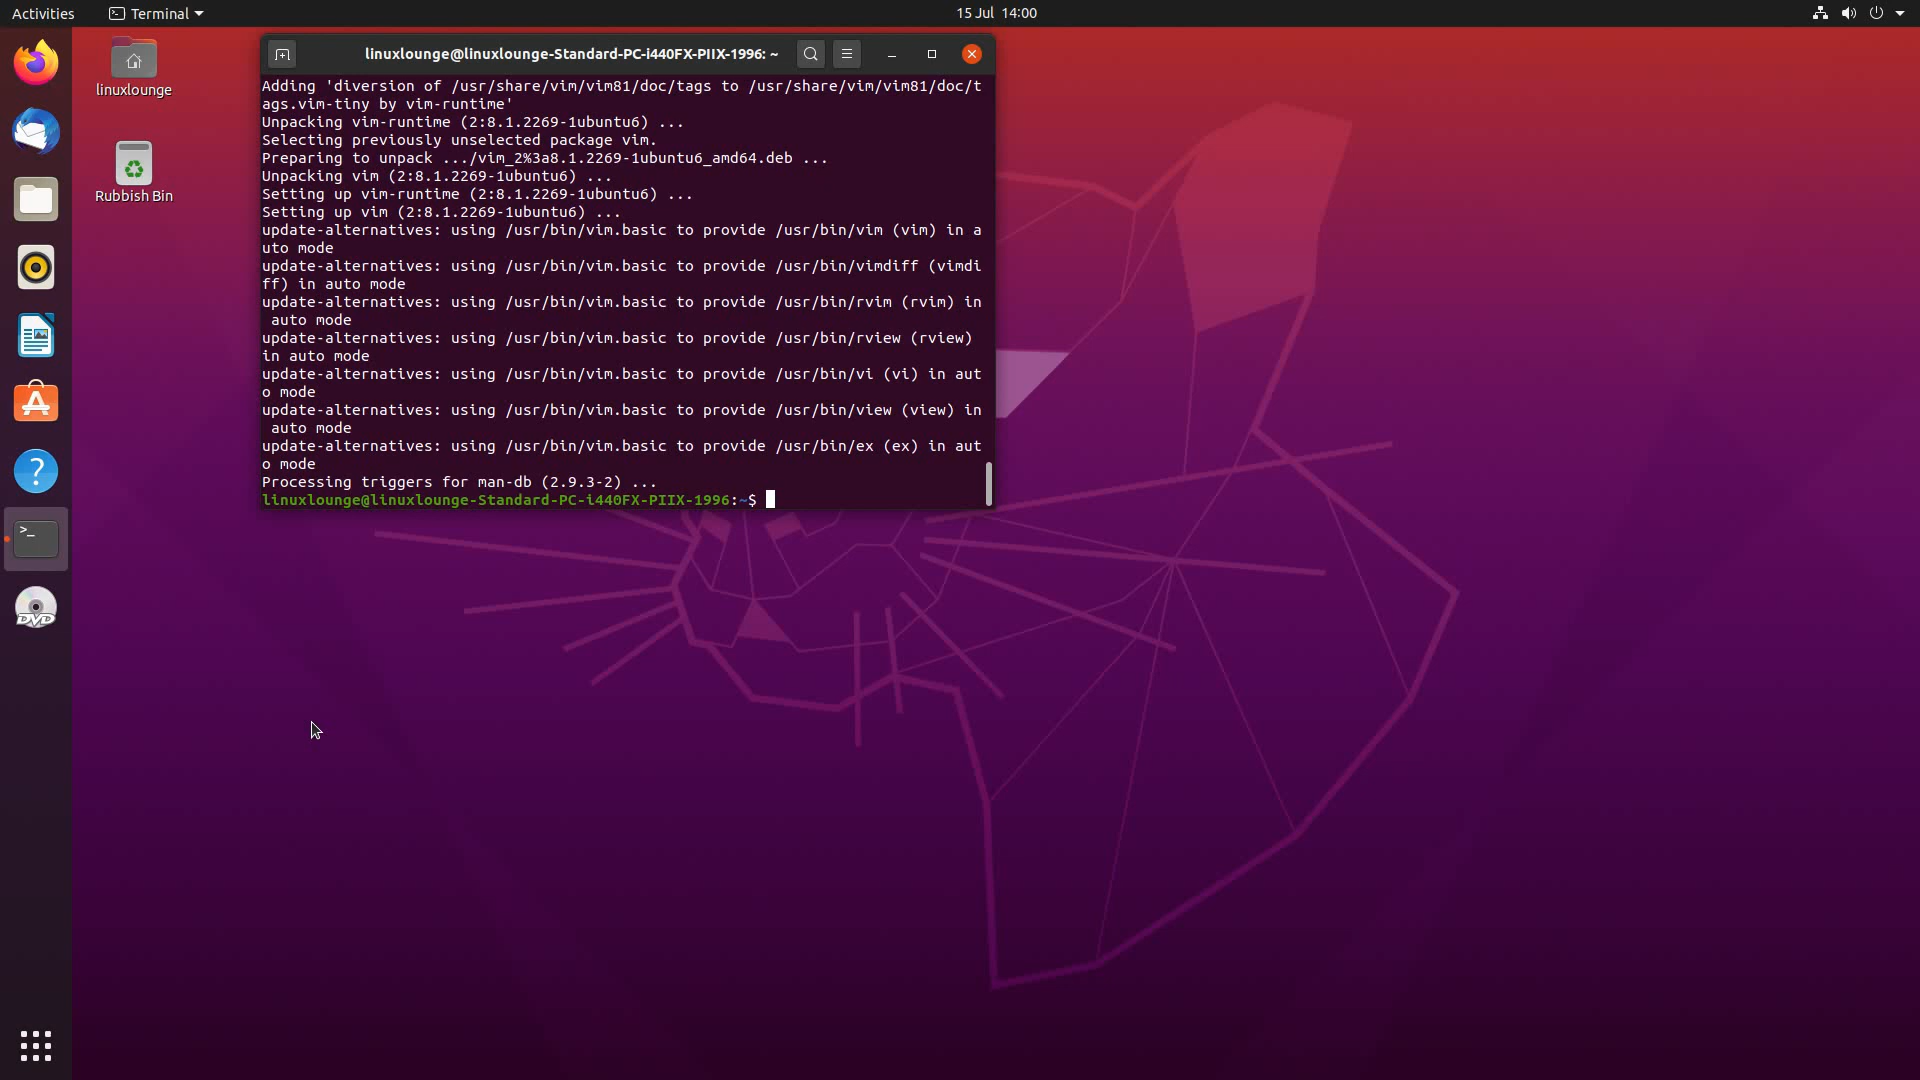 Activities
Terminal
15 Jul 14:00
linuxlounge
Rubbish Bin
linuxlounge@linuxlounge-Standard-PC-i440FX-PIIX-1996: ~
Adding 'diversion of /usr/share/vim/vim81/doc/tags to /usr/share/vim/vim81/doc/t
ags.vim-tiny by vim-runtime'
Unpacking vim-runtime (2:8.1.2269-1ubuntu6) ...
Selecting previously unselected package vim.
Preparing to unpack .../vim_2%3a8.1.2269-1ubuntu6_amd64.deb ...
Unpacking vim (2:8.1.2269-1ubuntu6) ...
Setting up vim-runtime (2:8.1.2269-1ubuntu6) ...
Setting up vim (2:8.1.2269-1ubuntu6) ...
update-alternatives: using /usr/bin/vim.basic to provide /usr/bin/vim (vim) in a
uto mode
update-alternatives: using /usr/bin/vim.basic to provide /usr/bin/vimdiff (vimdi
ff) in auto mode
update-alternatives: using /usr/bin/vim.basic to provide /usr/bin/rvim (rvim) in
 auto mode
update-alternatives: using /usr/bin/vim.basic to provide /usr/bin/rview (rview)
in auto mode
update-alternatives: using /usr/bin/vim.basic to provide /usr/bin/vi (vi) in aut
o mode
update-alternatives: using /usr/bin/vim.basic to provide /usr/bin/view (view) in
 auto mode
update-alternatives: using /usr/bin/vim.basic to provide /usr/bin/ex (ex) in aut
o mode
Processing triggers for man-db (2.9.3-2) ...
linuxlounge@linuxlounge-Standard-PC-i440FX-PIIX-1996:~$
>_
DVD